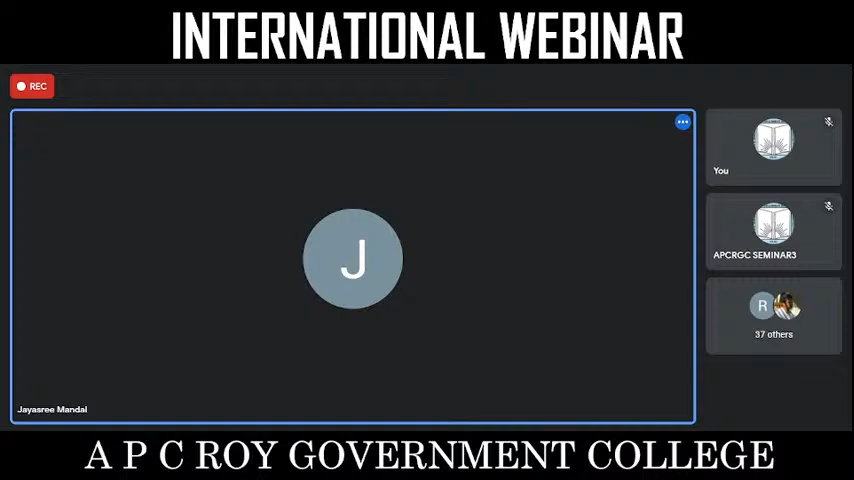 INTERNATIONAL WEBINAR
REC
J
Jayasree Mandal
You
APCRGC SEMINAR3
R
37 others
A P C ROY GOVERNMENT COLLEGE